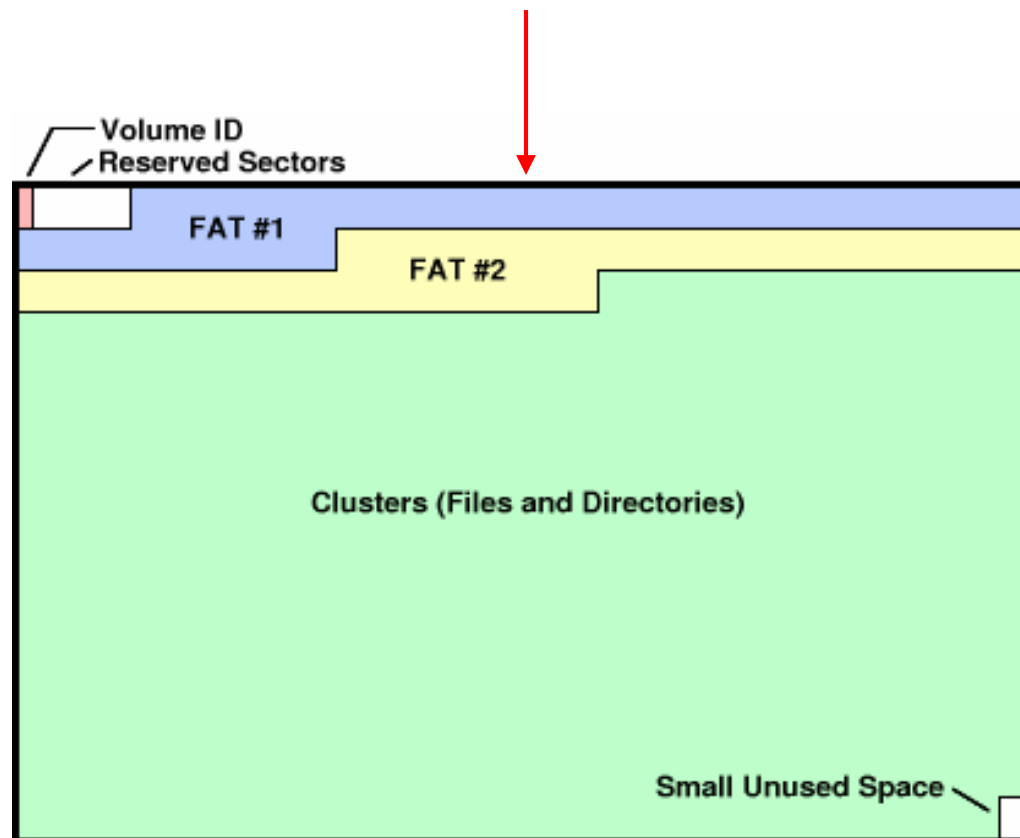 Volume ID
Reserved Sectors
FAT #1
FAT #2
Clusters (Files and Directories)
Small Unused Space